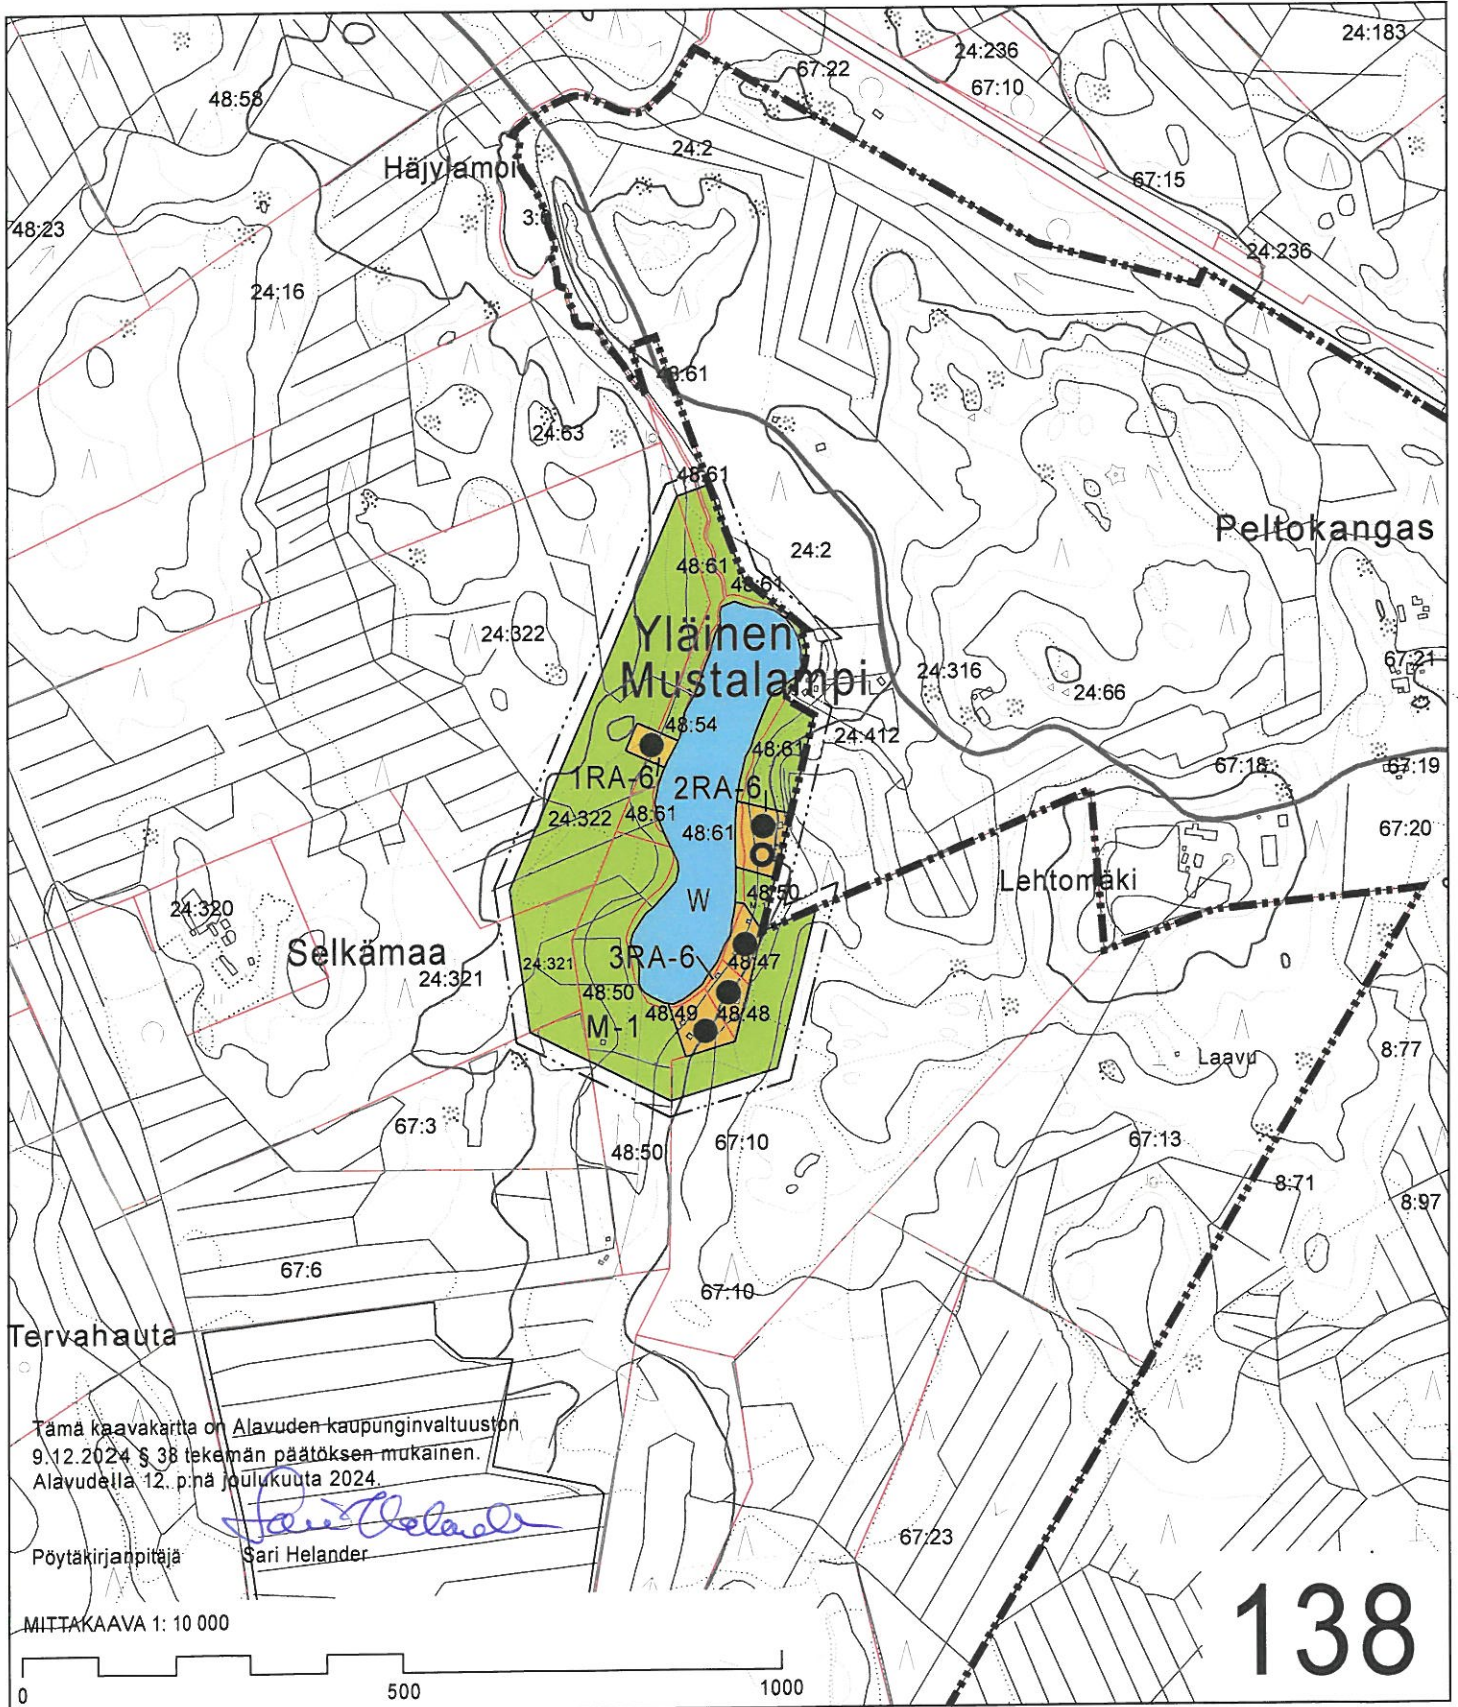 24:183
24:236
67:22
67:10
48:58
24:2
Häjylampi
67:15
48:23
24:236
24:16
48:61
24:63
48:61
Peltokangas
24:2
48:61
48:61
Yläinen
Mustalampi
24:322
24:316
67:21
24:66
48:54
48:61
24:412
67:18
67:19
1RA-6
2RA-6
24:322
48:61
48:61
67:20
Lehtomäki
48:50
W
24:320
Selkämaa
24:321
24:321
3RA-6
48:47
48:50
48:49
48:48
M-1
Laavu
8:77
67:3
67:10
67:13
48:50
8:71
8:97
67:6
67:10
Tervahauta
Tämä kaavakartta on Alavuden kaupunginvaltuuston
9.12.2024 § 38 tekemän päätöksen mukainen.
Alavudella 12. p:nä joulukuuta 2024.
Sari Helander
Pöytäkirjanpitäjä Sari Helander
67:23
MITTAKAAVA 1: 10 000
0 500 1000
138